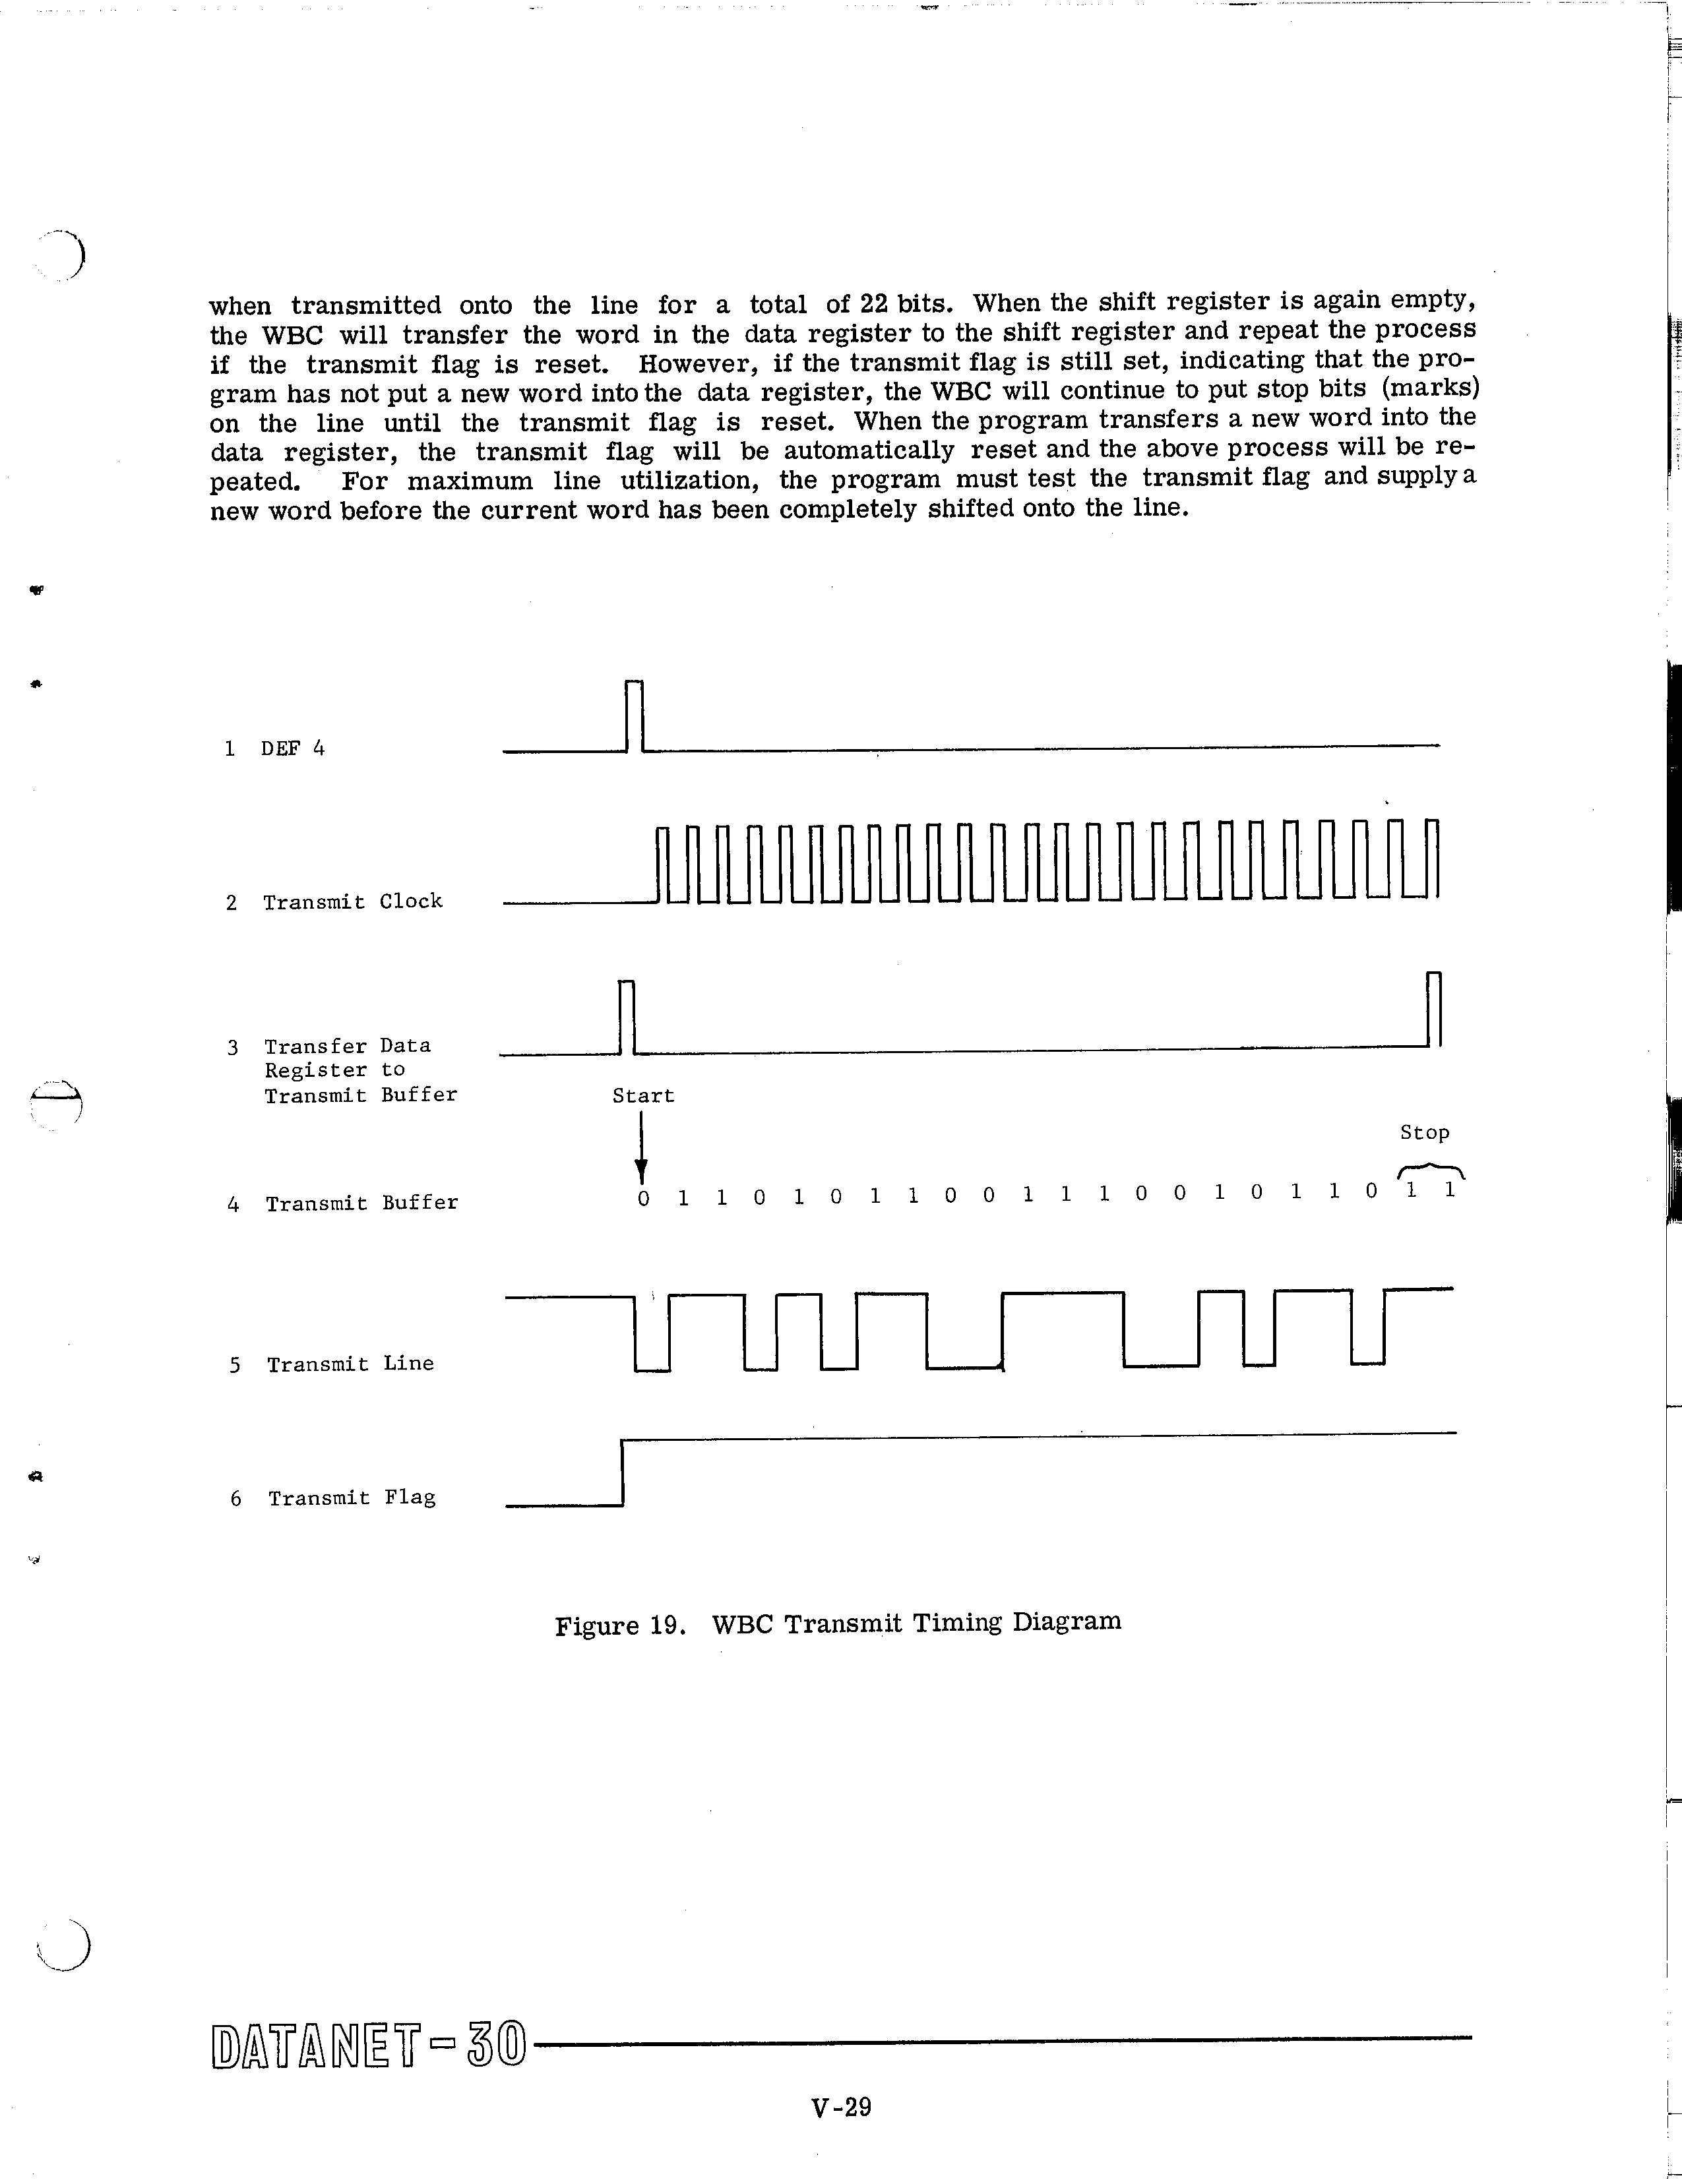 when transmitted onto the line for a total of 22 bits. When the shift register is again empty,
the WBC will transfer the word in the data register to the shift register and repeat the process
if the transmit flag is reset. However, if the transmit flag is still set, indicating that the pro-
gram has not put a new word into the data register, the WBC will continue to put stop bits (marks)
on the line until the transmit flag is reset. When the program transfers a new word into the
data register, the transmit flag will be automatically reset and the above process will be re-
peated. For maximum line utilization, the program must test the transmit flag and supply a
new word before the current word has been completely shifted onto the line.
1 DEF 4
2 Transmit Clock
3 Transfer Data
Register to
Transmit Buffer
Start
Stop
4 Transmit Buffer
0 1 1 0 1 0 1 1 0 0 1 1 1 0 0 1 0 1 1 0 1 1
5 Transmit Line
6 Transmit Flag
Figure 19. WBC Transmit Timing Diagram
DATANET-30
V-29